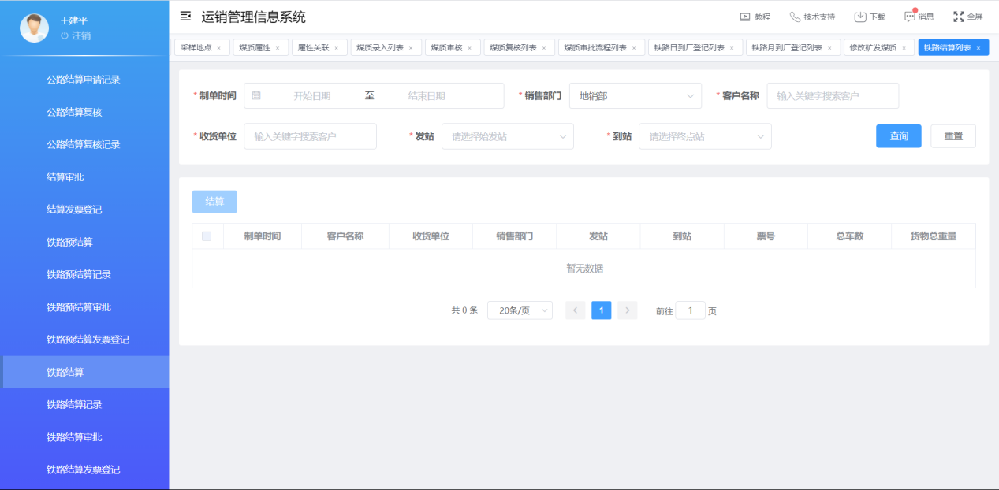 王建平
注销
公路结算申请记录
公路结算复核
公路结算复核记录
结算审批
结算发票登记
铁路预结算
铁路预结算记录
铁路预结算审批
铁路预结算发票登记
铁路结算
铁路结算记录
铁路结算审批
铁路结算发票登记
运销管理信息系统 教程 技术支持 下载 消息 全屏
采样地点 × 煤质属性 × 属性关联 × 煤质录入列表 × 煤质审核 × 煤质复核列表 × 煤质审批流程列表 × 铁路日到厂登记列表 × 铁路月到厂登记列表 × 修改矿发煤质 × 铁路结算列表 ×
* 制单时间 开始日期 至 结束日期 * 销售部门 地销部 * 客户名称 输入关键字搜索客户
* 收货单位 输入关键字搜索客户 * 发站 请选择始发站 * 到站 请选择终点站 查询 重置
结算
制单时间 客户名称 收货单位 销售部门 发站 到站 票号 总车数 货物总重量
暂无数据
共 0 条 20条/页 < 1 > 前往 1 页